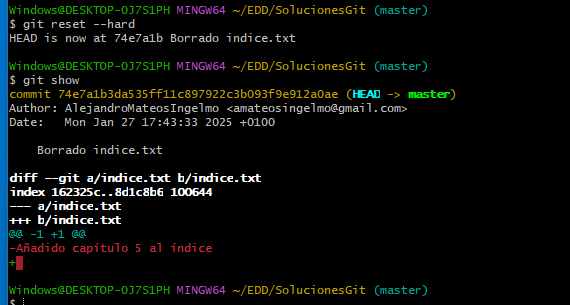 Windows@DESKTOP-OJ7S1PH MINGW64 ~/EDD/SolucionesGit (master)
$ git reset --hard
HEAD is now at 74e7a1b Borrado indice.txt
Windows@DESKTOP-OJ7S1PH MINGW64 ~/EDD/SolucionesGit (master)
$ git show
commit 74e7a1b3da535ff11c897922c3b093f9e912a0ae (HEAD -> master)
Author: AlejandroMateosIngelmo <amateosingelmo@gmail.com>
Date:   Mon Jan 27 17:43:33 2025 +0100
    Borrado indice.txt
diff --git a/indice.txt b/indice.txt
index 162325c..8d1c8b6 100644
--- a/indice.txt
+++ b/indice.txt
@@ -1 +1 @@
-Añadido capítulo 5 al índice
+
Windows@DESKTOP-OJ7S1PH MINGW64 ~/EDD/SolucionesGit (master)
$